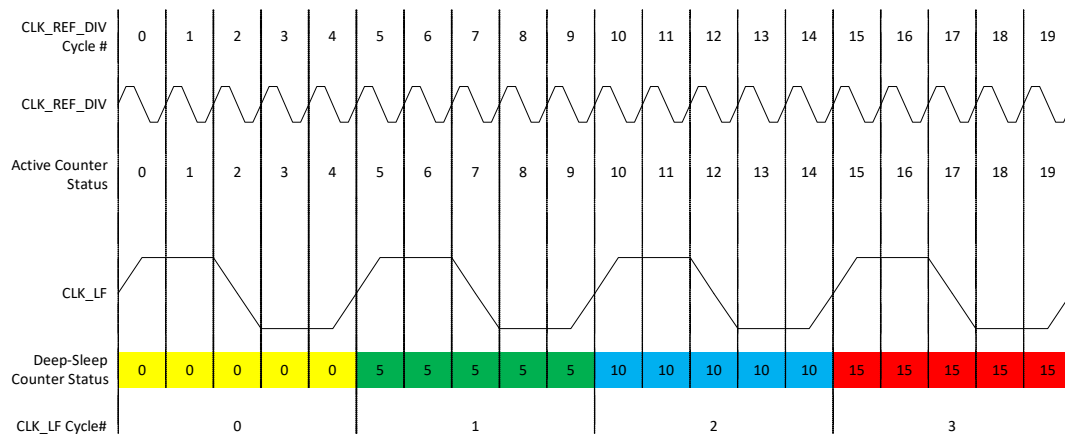 CLK_REF_DIV
Cycle #
0 1 2 3 4 5 6 7 8 9 10 11 12 13 14 15 16 17 18 19
CLK_REF_DIV
Active Counter
Status
0 1 2 3 4 5 6 7 8 9 10 11 12 13 14 15 16 17 18 19
CLK_LF
Deep-Sleep
Counter Status
0 0 0 0 0 5 5 5 5 5 10 10 10 10 10 15 15 15 15 15
CLK_LF Cycle# 0 1 2 3